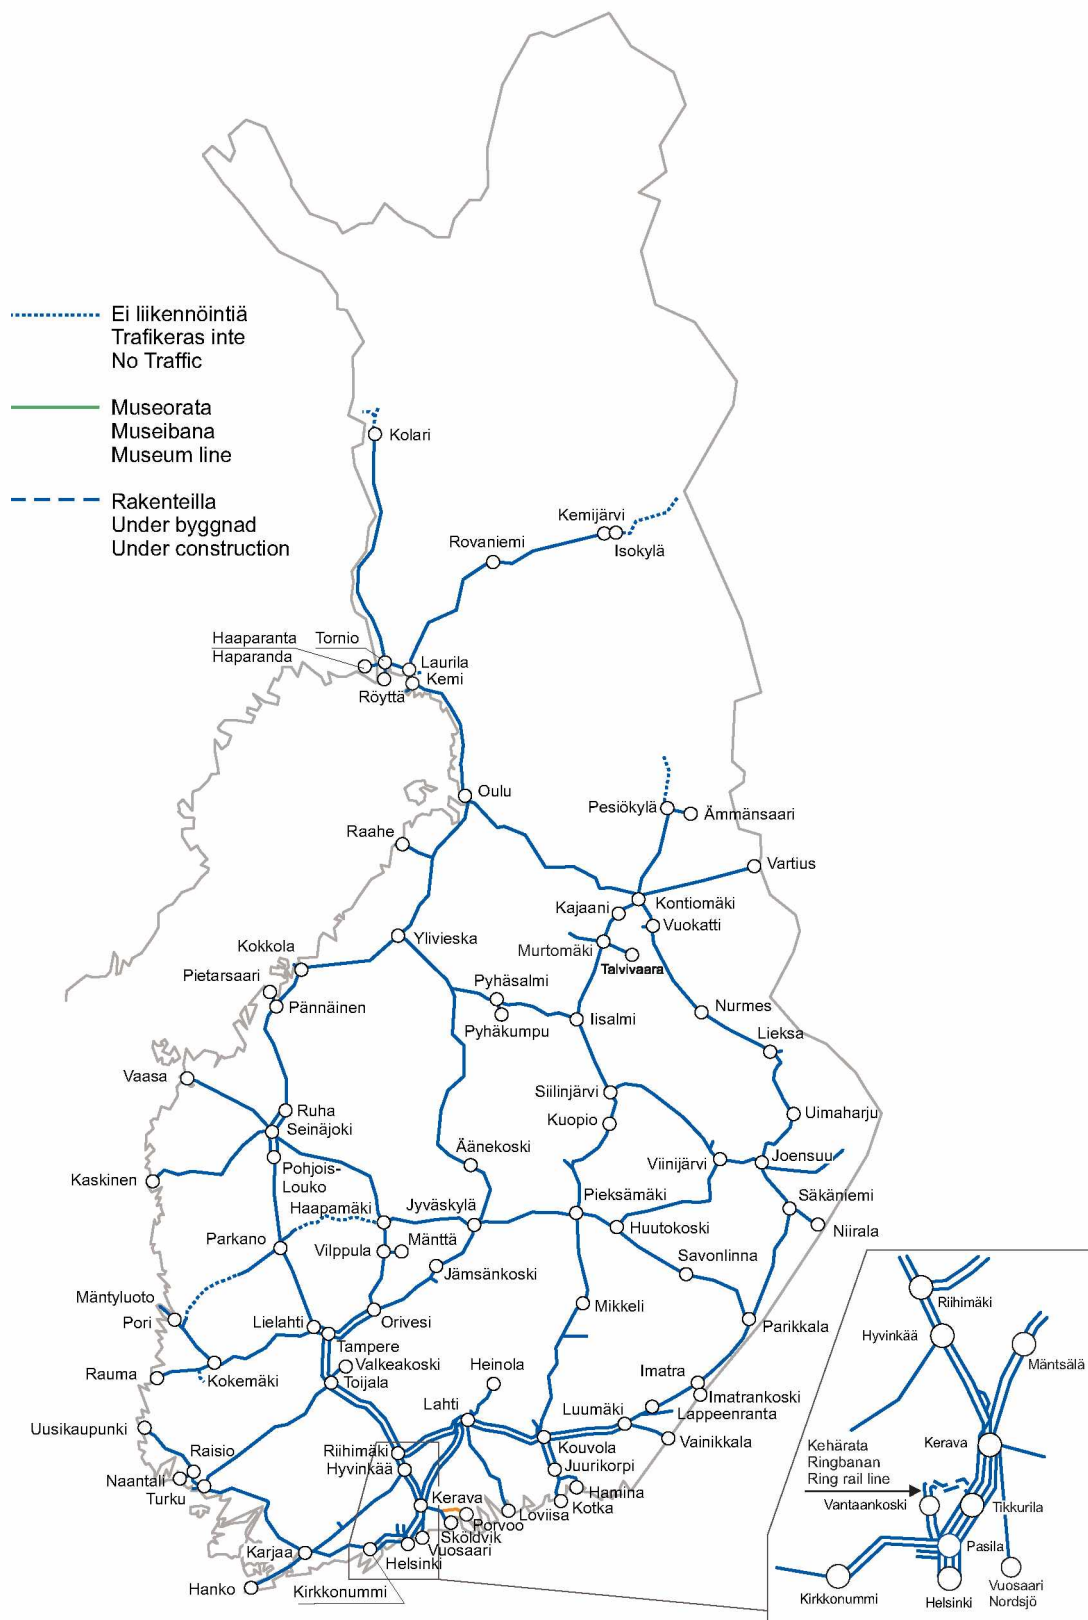 Ei liikennöintiä
Trafikeras inte
No Traffic
Museorata
Museibana
Museum line
Rakenteilla
Under byggnad
Under construction
Kolari
Kemijärvi
Isokylä
Rovaniemi
Haaparanta
Haparanda
Tornio
Laurila
Kemi
Röyttä
Oulu
Pesiökylä
Ämmänsaari
Raahe
Vartius
Kajaani
Kontiomäki
Vuokatti
Ylivieska
Kokkola
Murtomäki
Talvivaara
Pietarsaari
Pännäinen
Pyhäsalmi
Pyhäkumpu
Iisalmi
Nurmes
Lieksa
Vaasa
Siilinjärvi
Kuopio
Ruha
Seinäjoki
Uimaharju
Äänekoski
Viinijärvi
Joensuu
Kaskinen
Pohjois-
Louko
Haapamäki
Jyväskylä
Pieksämäki
Säkäniemi
Niirala
Huutokoski
Parkano
Vilppula
Mänttä
Savonlinna
Jämsänkoski
Mäntyluoto
Pori
Lielahti
Orivesi
Mikkeli
Parikkala
Tampere
Valkeakoski
Toijala
Rauma
Kokemäki
Heinola
Imatra
Imatrankoski
Lappeenranta
Lahti
Luumäki
Vainikkala
Uusikaupunki
Raisio
Naantali
Turku
Riihimäki
Hyvinkää
Kouvola
Juurikorpi
Hamina
Kotka
Loviisa
Kerava
Porvoo
Sköldvik
Vuosaari
Helsinki
Karjaa
Hanko
Kirkkonummi
Riihimäki
Hyvinkää
Mäntsälä
Kerava
Kehärata
Ringbanan
Ring rail line
Vantaankoski
Tikkurila
Pasila
Kirkkonummi
Helsinki
Vuosaari
Nordsjö